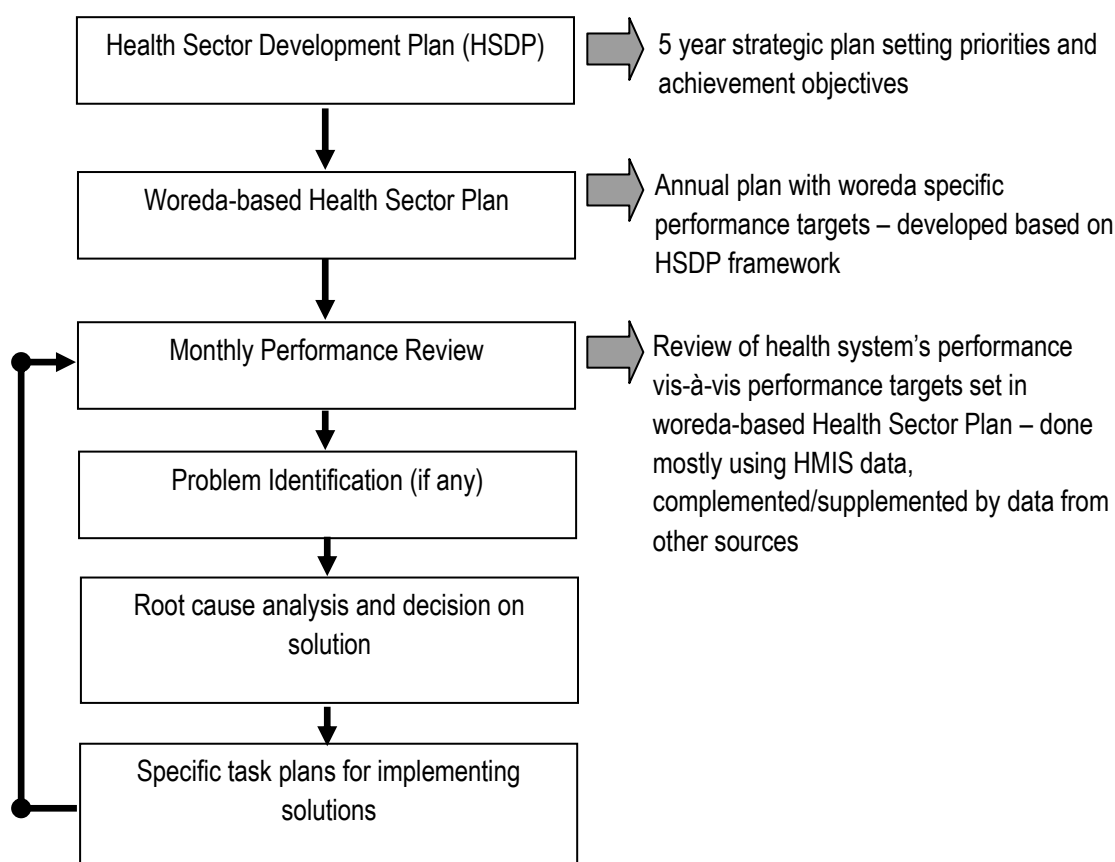 Health Sector Development Plan (HSDP)
5 year strategic plan setting priorities and
achievement objectives
Woreda-based Health Sector Plan
Annual plan with woreda specific
performance targets – developed based on
HSDP framework
Monthly Performance Review
Review of health system’s performance
vis-à-vis performance targets set in
woreda-based Health Sector Plan – done
mostly using HMIS data,
complemented/supplemented by data from
other sources
Problem Identification (if any)
Root cause analysis and decision on
solution
Specific task plans for implementing
solutions